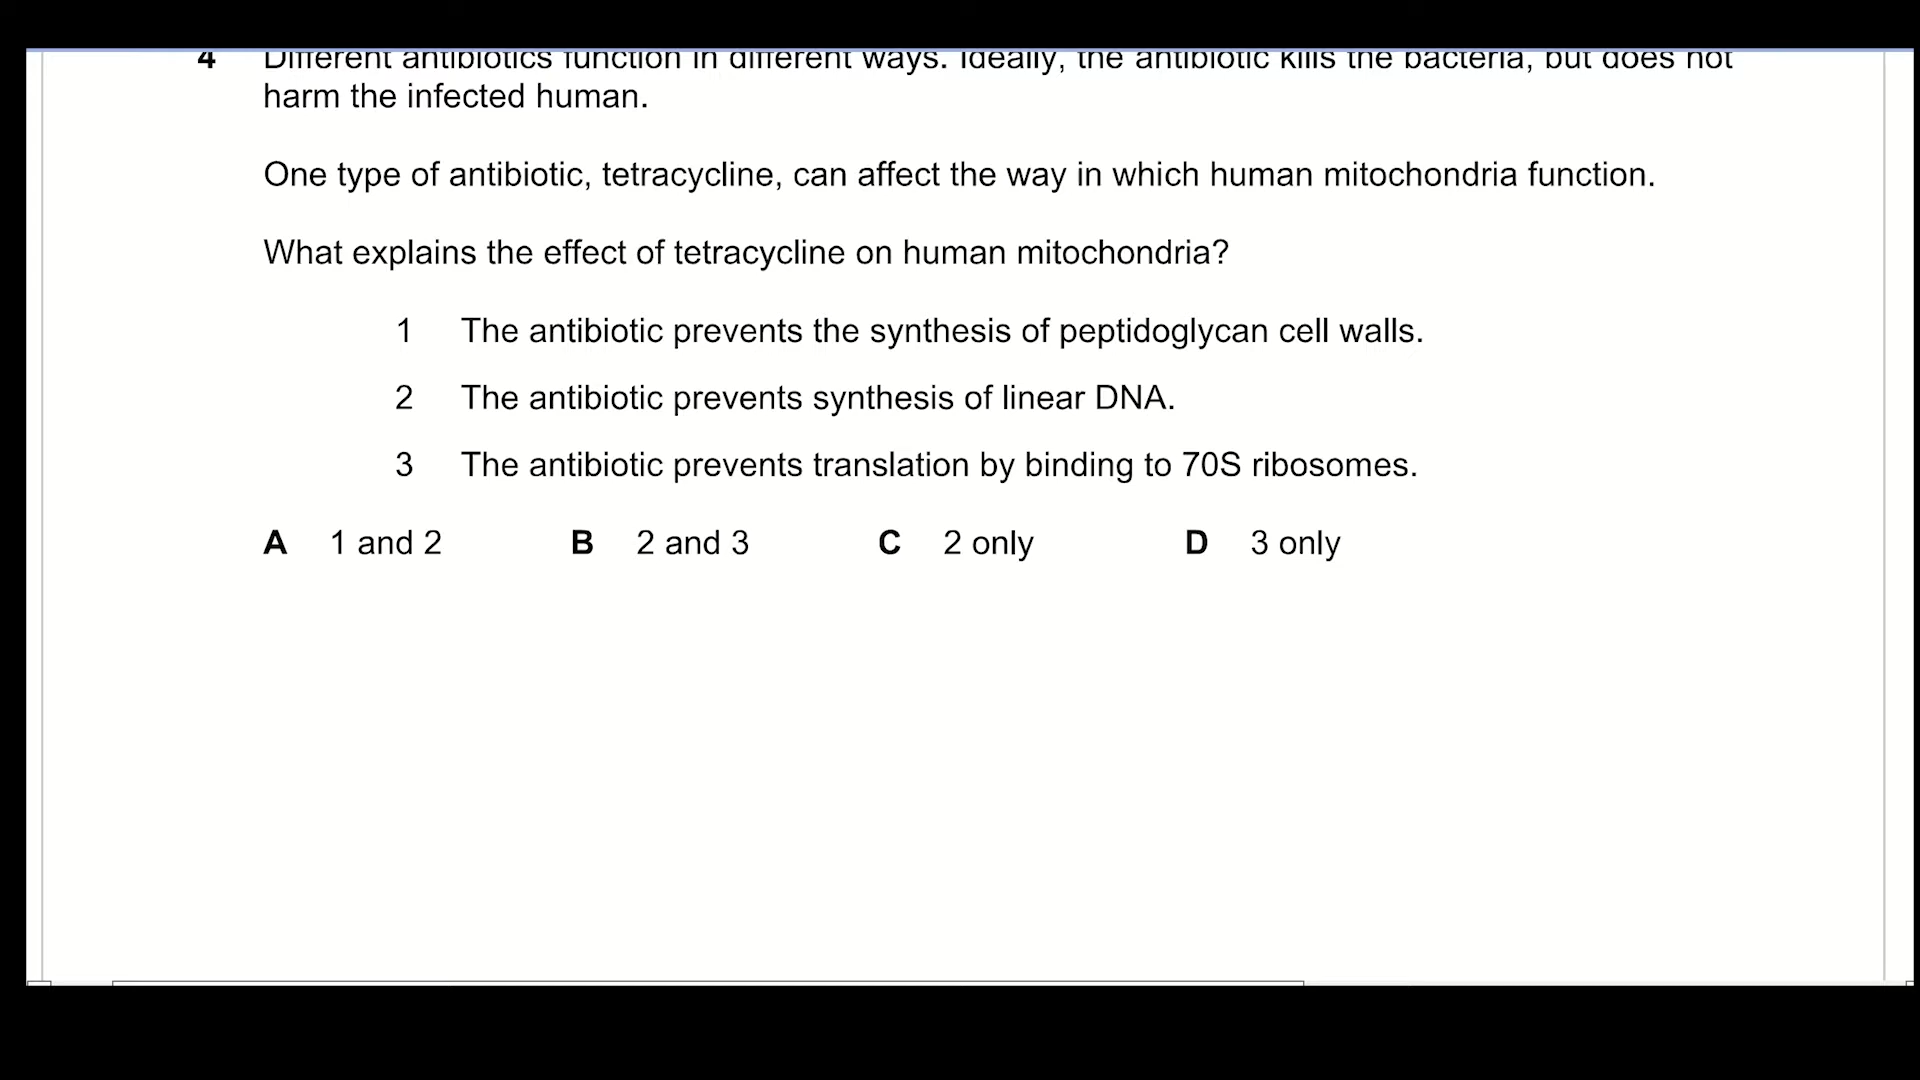 4 Different antibiotics function in different ways. Ideally, the antibiotic kills the bacteria, but does not
harm the infected human.
One type of antibiotic, tetracycline, can affect the way in which human mitochondria function.
What explains the effect of tetracycline on human mitochondria?
1 The antibiotic prevents the synthesis of peptidoglycan cell walls.
2 The antibiotic prevents synthesis of linear DNA.
3 The antibiotic prevents translation by binding to 70S ribosomes.
A 1 and 2 B 2 and 3 C 2 only D 3 only